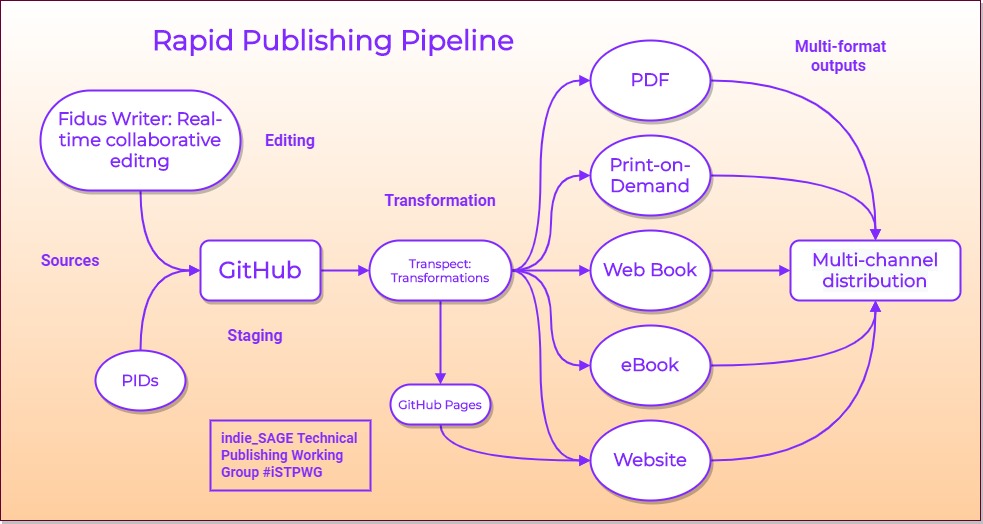 Rapid Publishing Pipeline
Multi-format
outputs
PDF
Fidus Writer: Real-
time collaborative
editng
Editing
Print-on-
Demand
Transformation
Sources
GitHub
Transpect:
Transformations
Web Book
Multi-channel
distribution
Staging
eBook
PIDs
GitHub Pages
indie_SAGE Technical
Publishing Working
Group #iSTPWG
Website